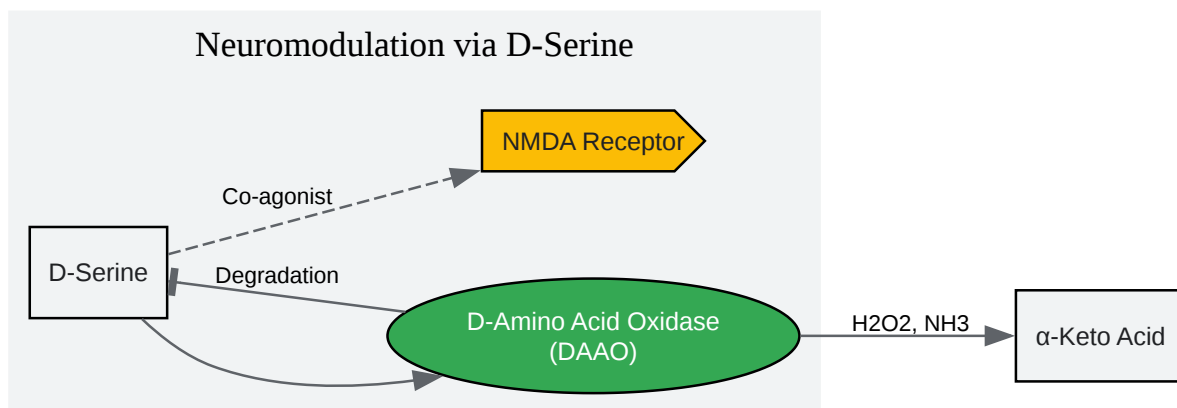 Neuromodulation via D-Serine
NMDA Receptor
Co-agonist
D-Serine
Degradation
D-Amino Acid Oxidase
(DAAO)
H2O2, NH3
α-Keto Acid